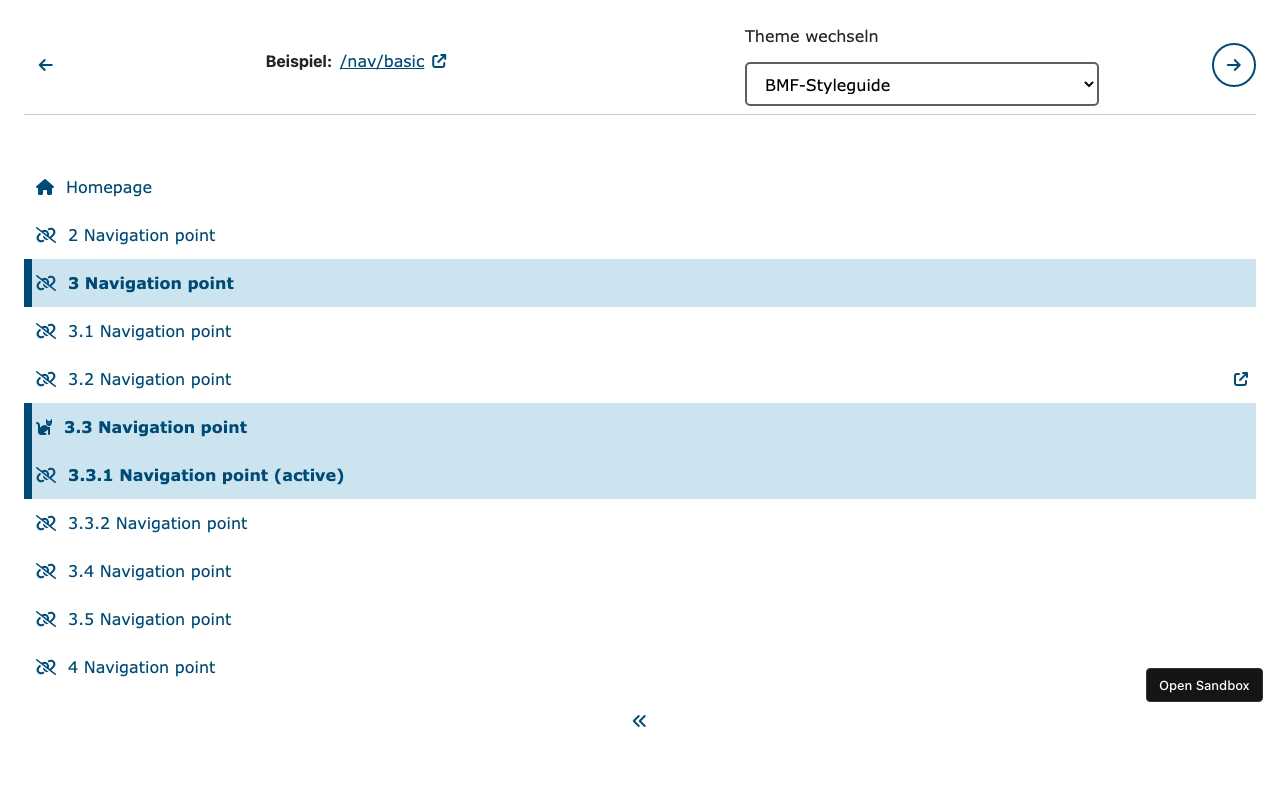 Beispiel: /nav/basic
Theme wechseln
BMF-Styleguide
Homepage
2 Navigation point
3 Navigation point
3.1 Navigation point
3.2 Navigation point
3.3 Navigation point
3.3.1 Navigation point (active)
3.3.2 Navigation point
3.4 Navigation point
3.5 Navigation point
4 Navigation point
Open Sandbox